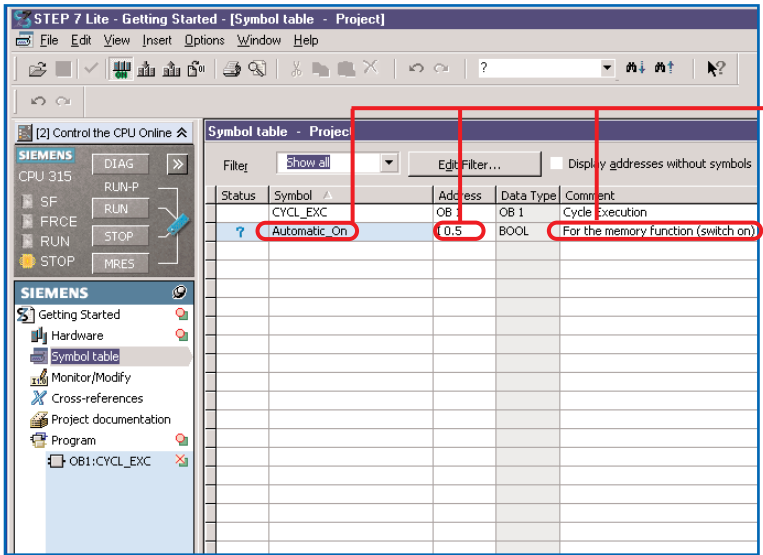 STEP 7 Lite - Getting Started - [Symbol table - Project]
File Edit View Insert Options Window Help
?
[2] Control the CPU Online
SIEMENS
CPU 315
DIAG
RUN-P
SF
RUN
FRCE
RUN
STOP
STOP
MRES
SIEMENS
Getting Started
Hardware
Symbol table
Monitor/Modify
Cross-references
Project documentation
Program
OB1:CYCL_EXC
Symbol table - Project
Filter Show all Edit Filter... Display addresses without symbols
Status Symbol Address Data Type Comment
CYCL_EXC OB 1 OB 1 Cycle Execution
? Automatic_On I 0.5 BOOL For the memory function (switch on)